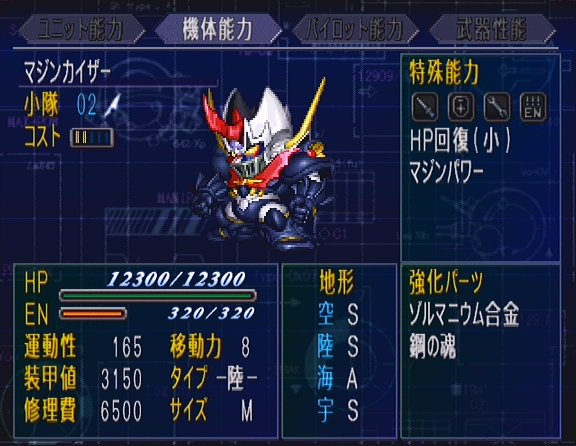 ユニット能力 機体能力 パイロット能力 武器性能
マジンカイザー
小隊 02
コスト
特殊能力
EN
HP回復(小)
マジンパワー
HP 12300/12300
EN 320/320
運動性 165 移動力 8
装甲値 3150 タイプ -陸-
修理費 6500 サイズ M
地形
空 S
陸 S
海 A
宇 S
強化パーツ
ゾルマニウム合金
鋼の魂